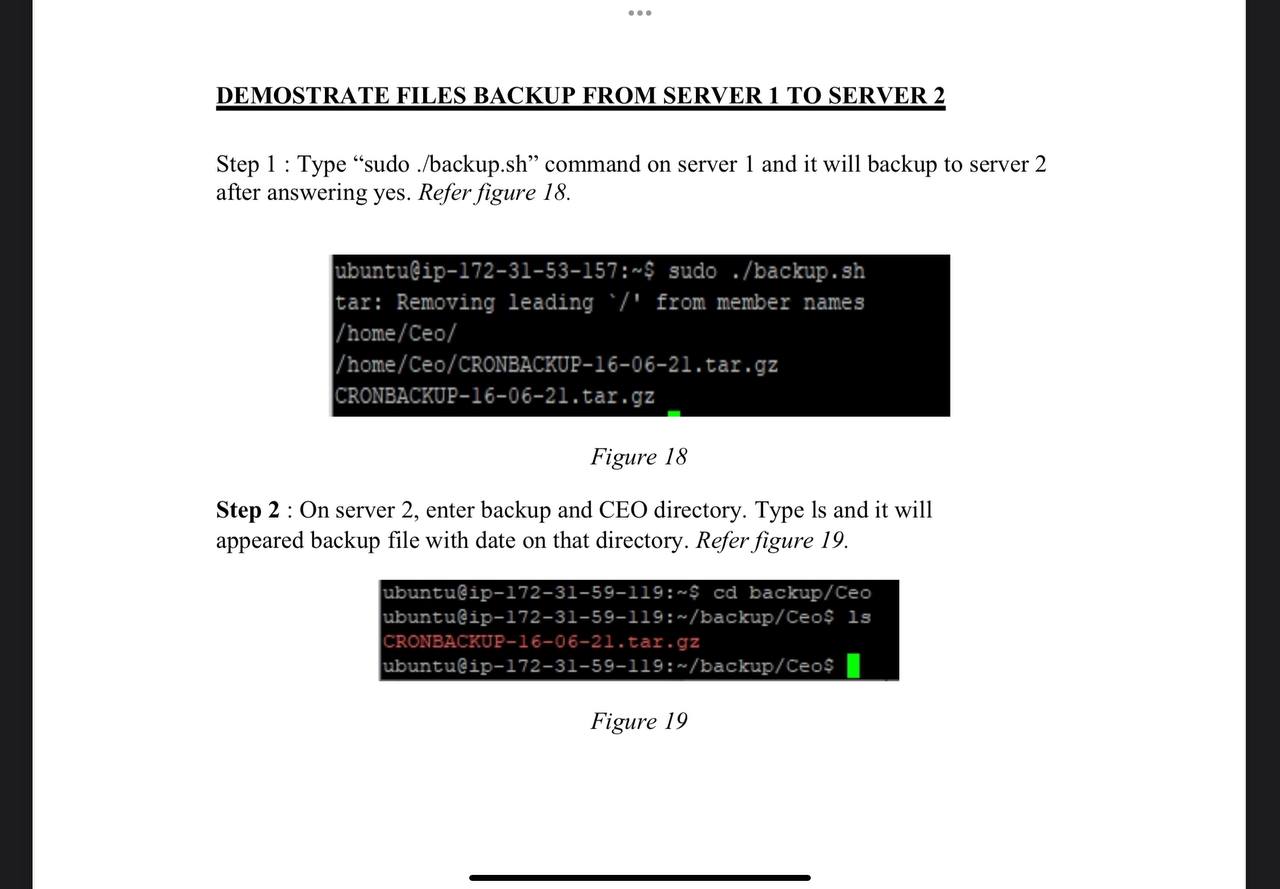 DEMOSTRATE FILES BACKUP FROM SERVER 1 TO SERVER 2
Step 1 : Type “sudo ./backup.sh” command on server 1 and it will backup to server 2
after answering yes. Refer figure 18.
ubuntu@ip-172-31-53-157:~$ sudo ./backup.sh
tar: Removing leading `/' from member names
/home/Ceo/
/home/Ceo/CRONBACKUP-16-06-21.tar.gz
CRONBACKUP-16-06-21.tar.gz
Figure 18
Step 2 : On server 2, enter backup and CEO directory. Type ls and it will
appeared backup file with date on that directory. Refer figure 19.
ubuntu@ip-172-31-59-119:~$ cd backup/Ceo
ubuntu@ip-172-31-59-119:~/backup/Ceo$ ls
CRONBACKUP-16-06-21.tar.gz
ubuntu@ip-172-31-59-119:~/backup/Ceo$
Figure 19